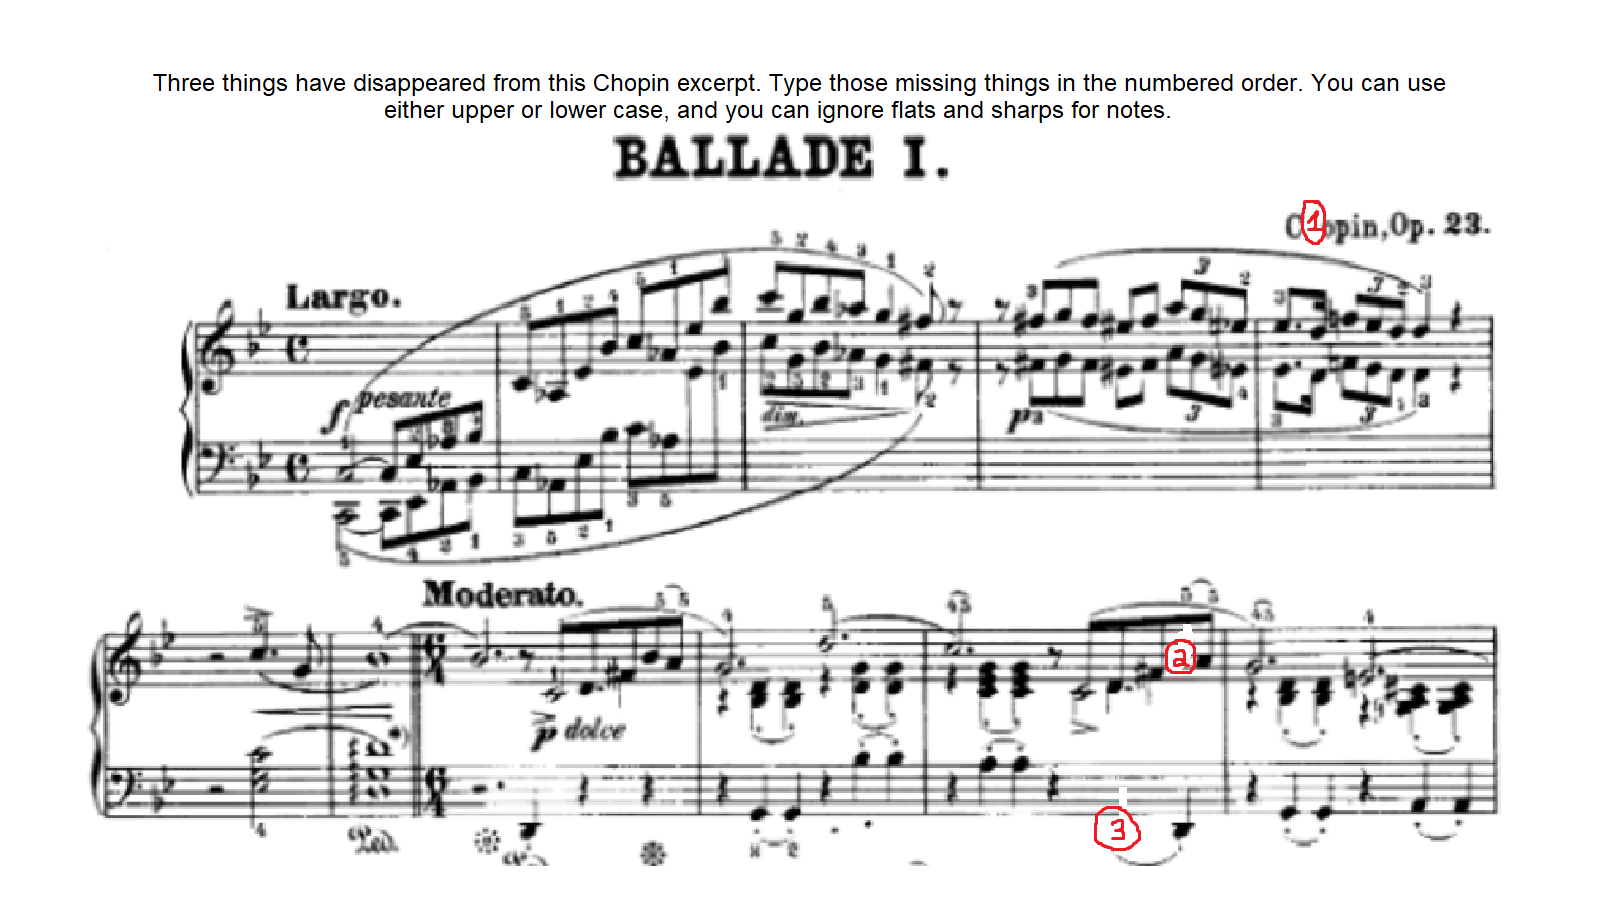 Three things have disappeared from this Chopin excerpt. Type those missing things in the numbered order. You can use
either upper or lower case, and you can ignore flats and sharps for notes.
BALLADE I.
C1opin, Op. 23.
Largo.
pesante
dim.
Moderato.
dolce
2
3